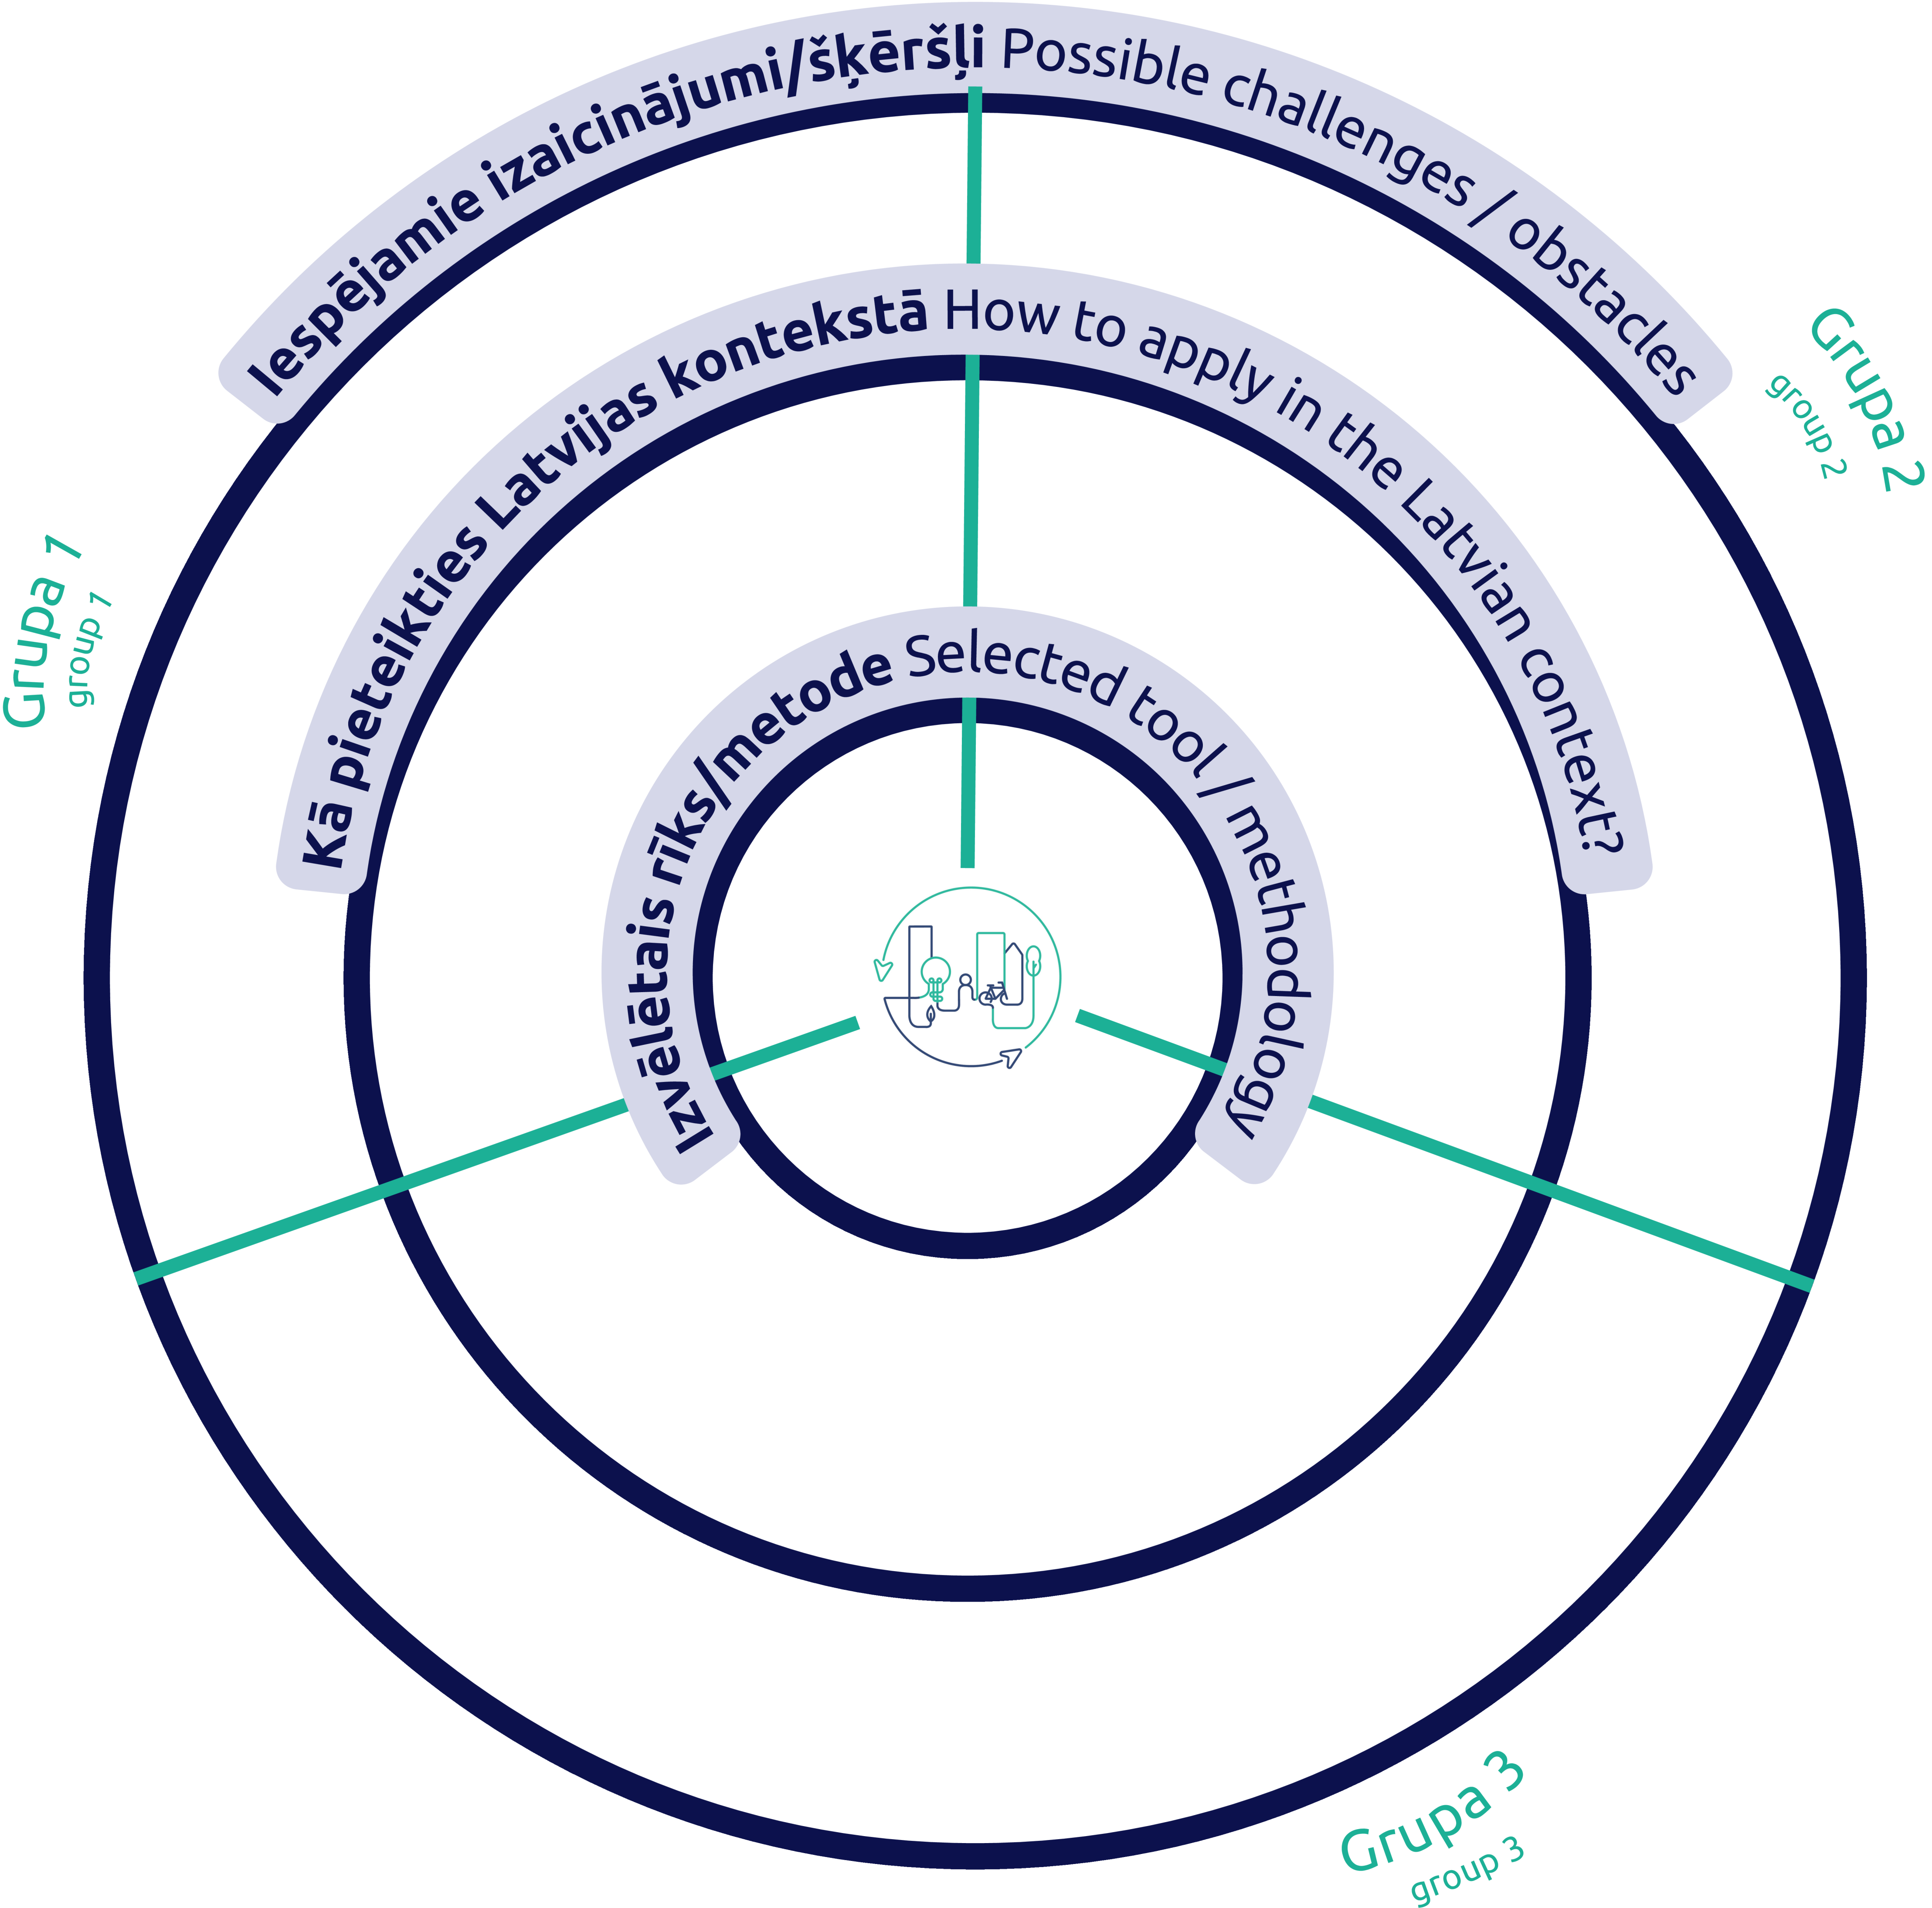 Iespējamie izaicinājumi/šķēršļi Possible challenges / obstacles
Kā pieteikties Latvijas kontekstā How to apply in the Latvian context?
Izvēlētais rīks/metode Selected tool / methodology
Grupa 1
group 1
Grupa 2
group 2
Grupa 3
group 3